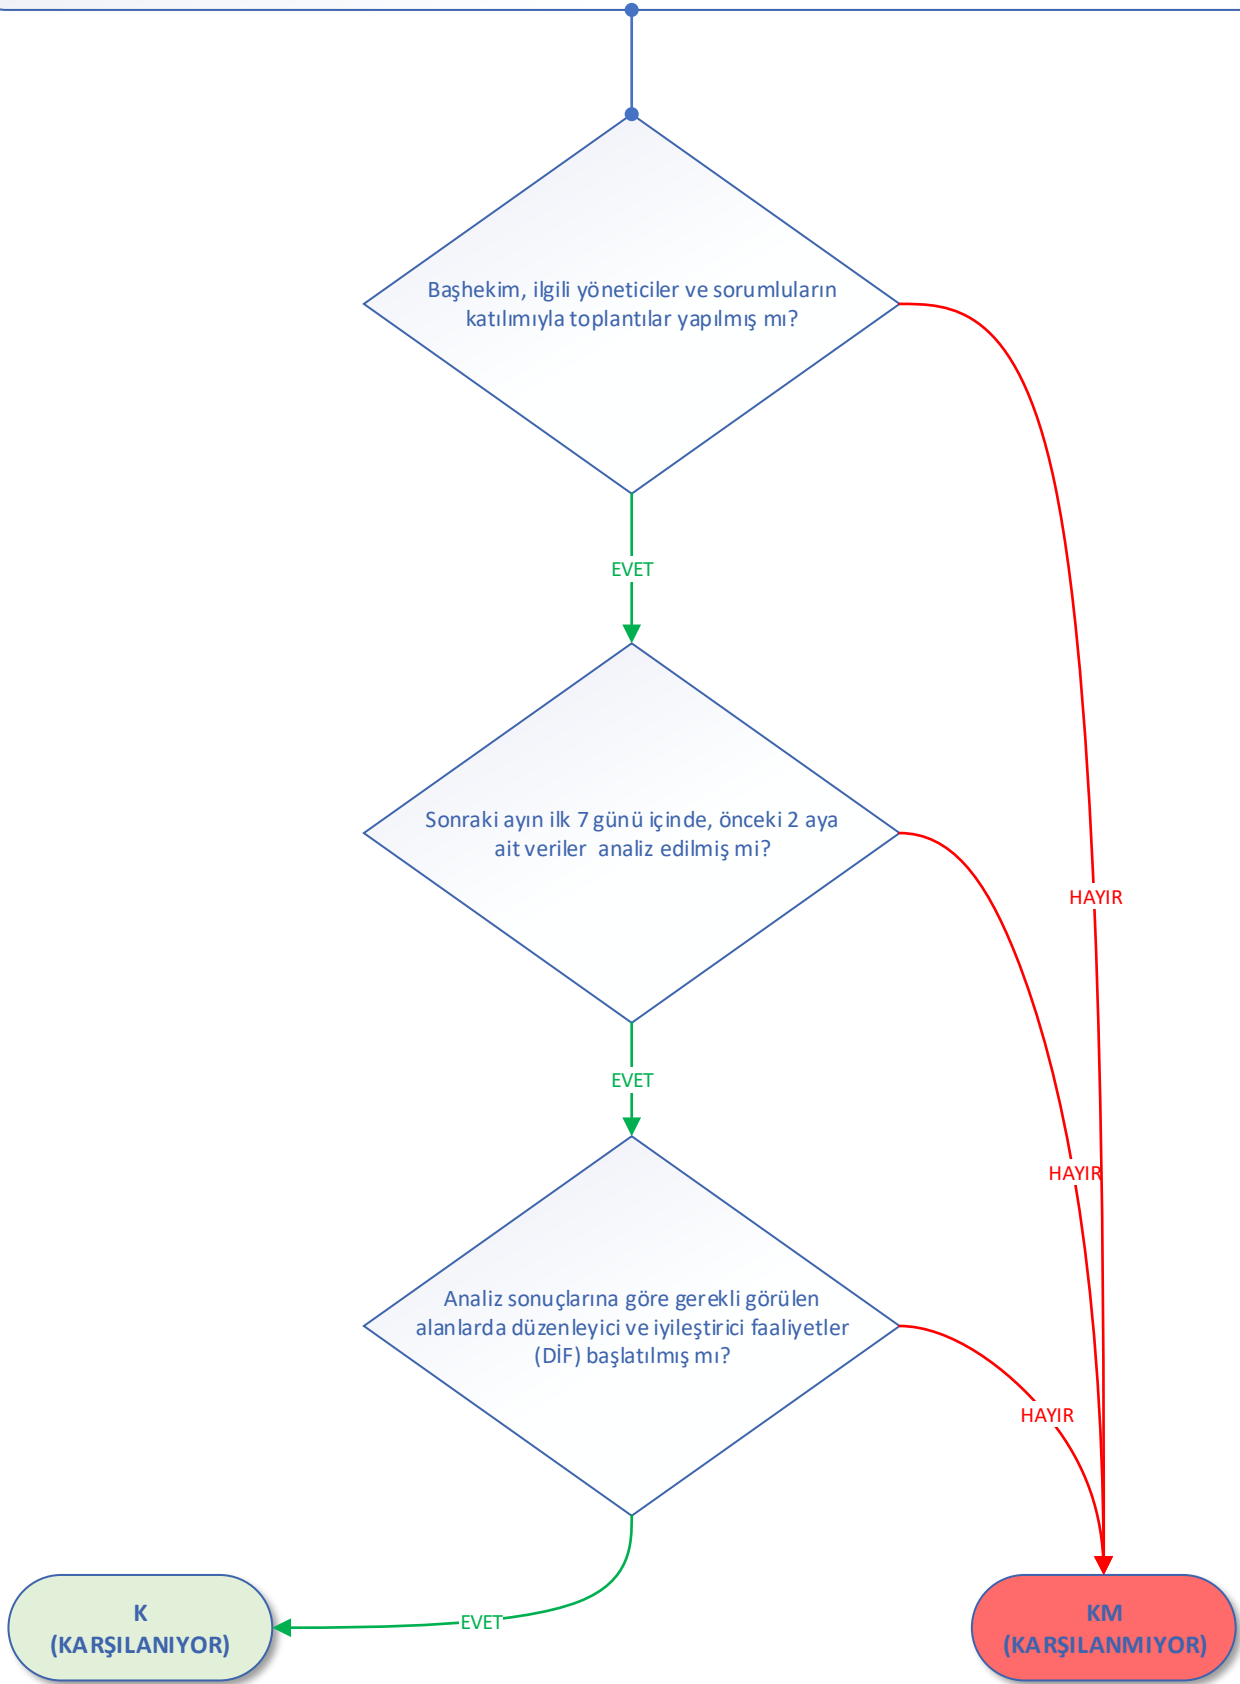 Başhekim, ilgili yöneticiler ve sorumluların
katılımıyla toplantılar yapılmış mı?
EVET
Sonraki ayın ilk 7 günü içinde, önceki 2 aya
ait veriler analiz edilmiş mi?
HAYIR
EVET
HAYIR
Analiz sonuçlarına göre gerekli görülen
alanlarda düzenleyici ve iyileştirici faaliyetler
(DİF) başlatılmış mı?
HAYIR
EVET
K
(KARŞILANIYOR)
KM
(KARŞILANMIYOR)